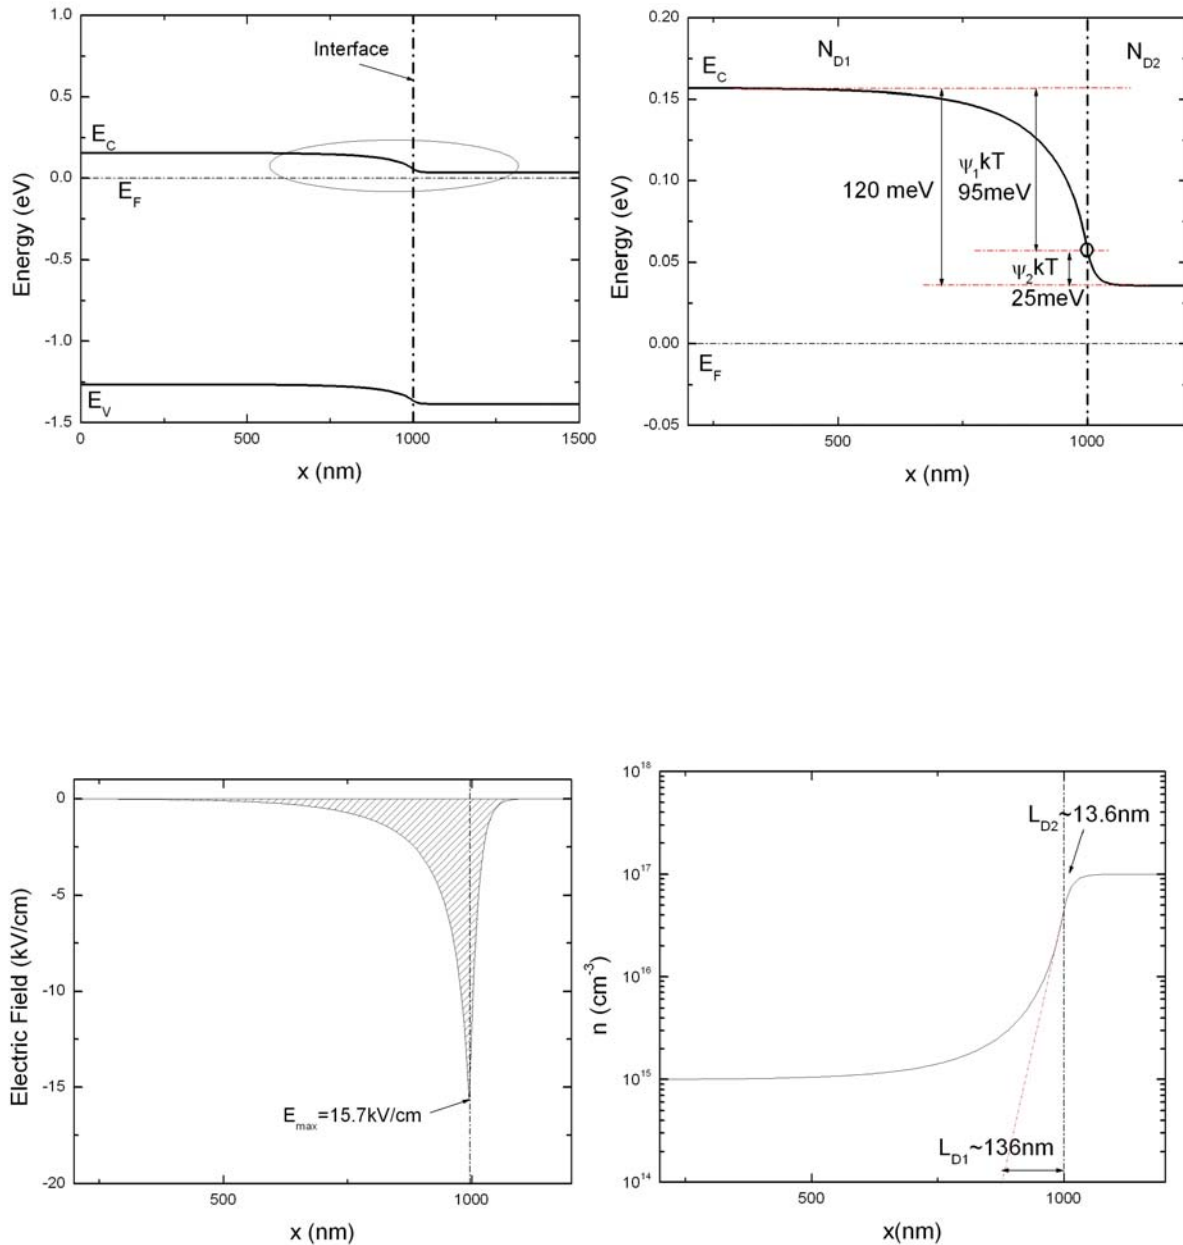 1.0
0.5
0.0
-0.5
-1.0
-1.5
0
500
1000
1500
Energy (eV)
x (nm)
Interface
E_C
E_F
E_V
0.20
0.15
0.10
0.05
0.00
-0.05
500
1000
Energy (eV)
x (nm)
N_D1
N_D2
E_C
120 meV
ψ_1kT
95meV
ψ_2kT
25meV
E_F
0
-5
-10
-15
-20
500
1000
Electric Field (kV/cm)
x (nm)
E_max=15.7kV/cm
10^18
10^17
10^16
10^15
10^14
500
1000
n (cm^-3)
x(nm)
L_D2~13.6nm
L_D1~136nm